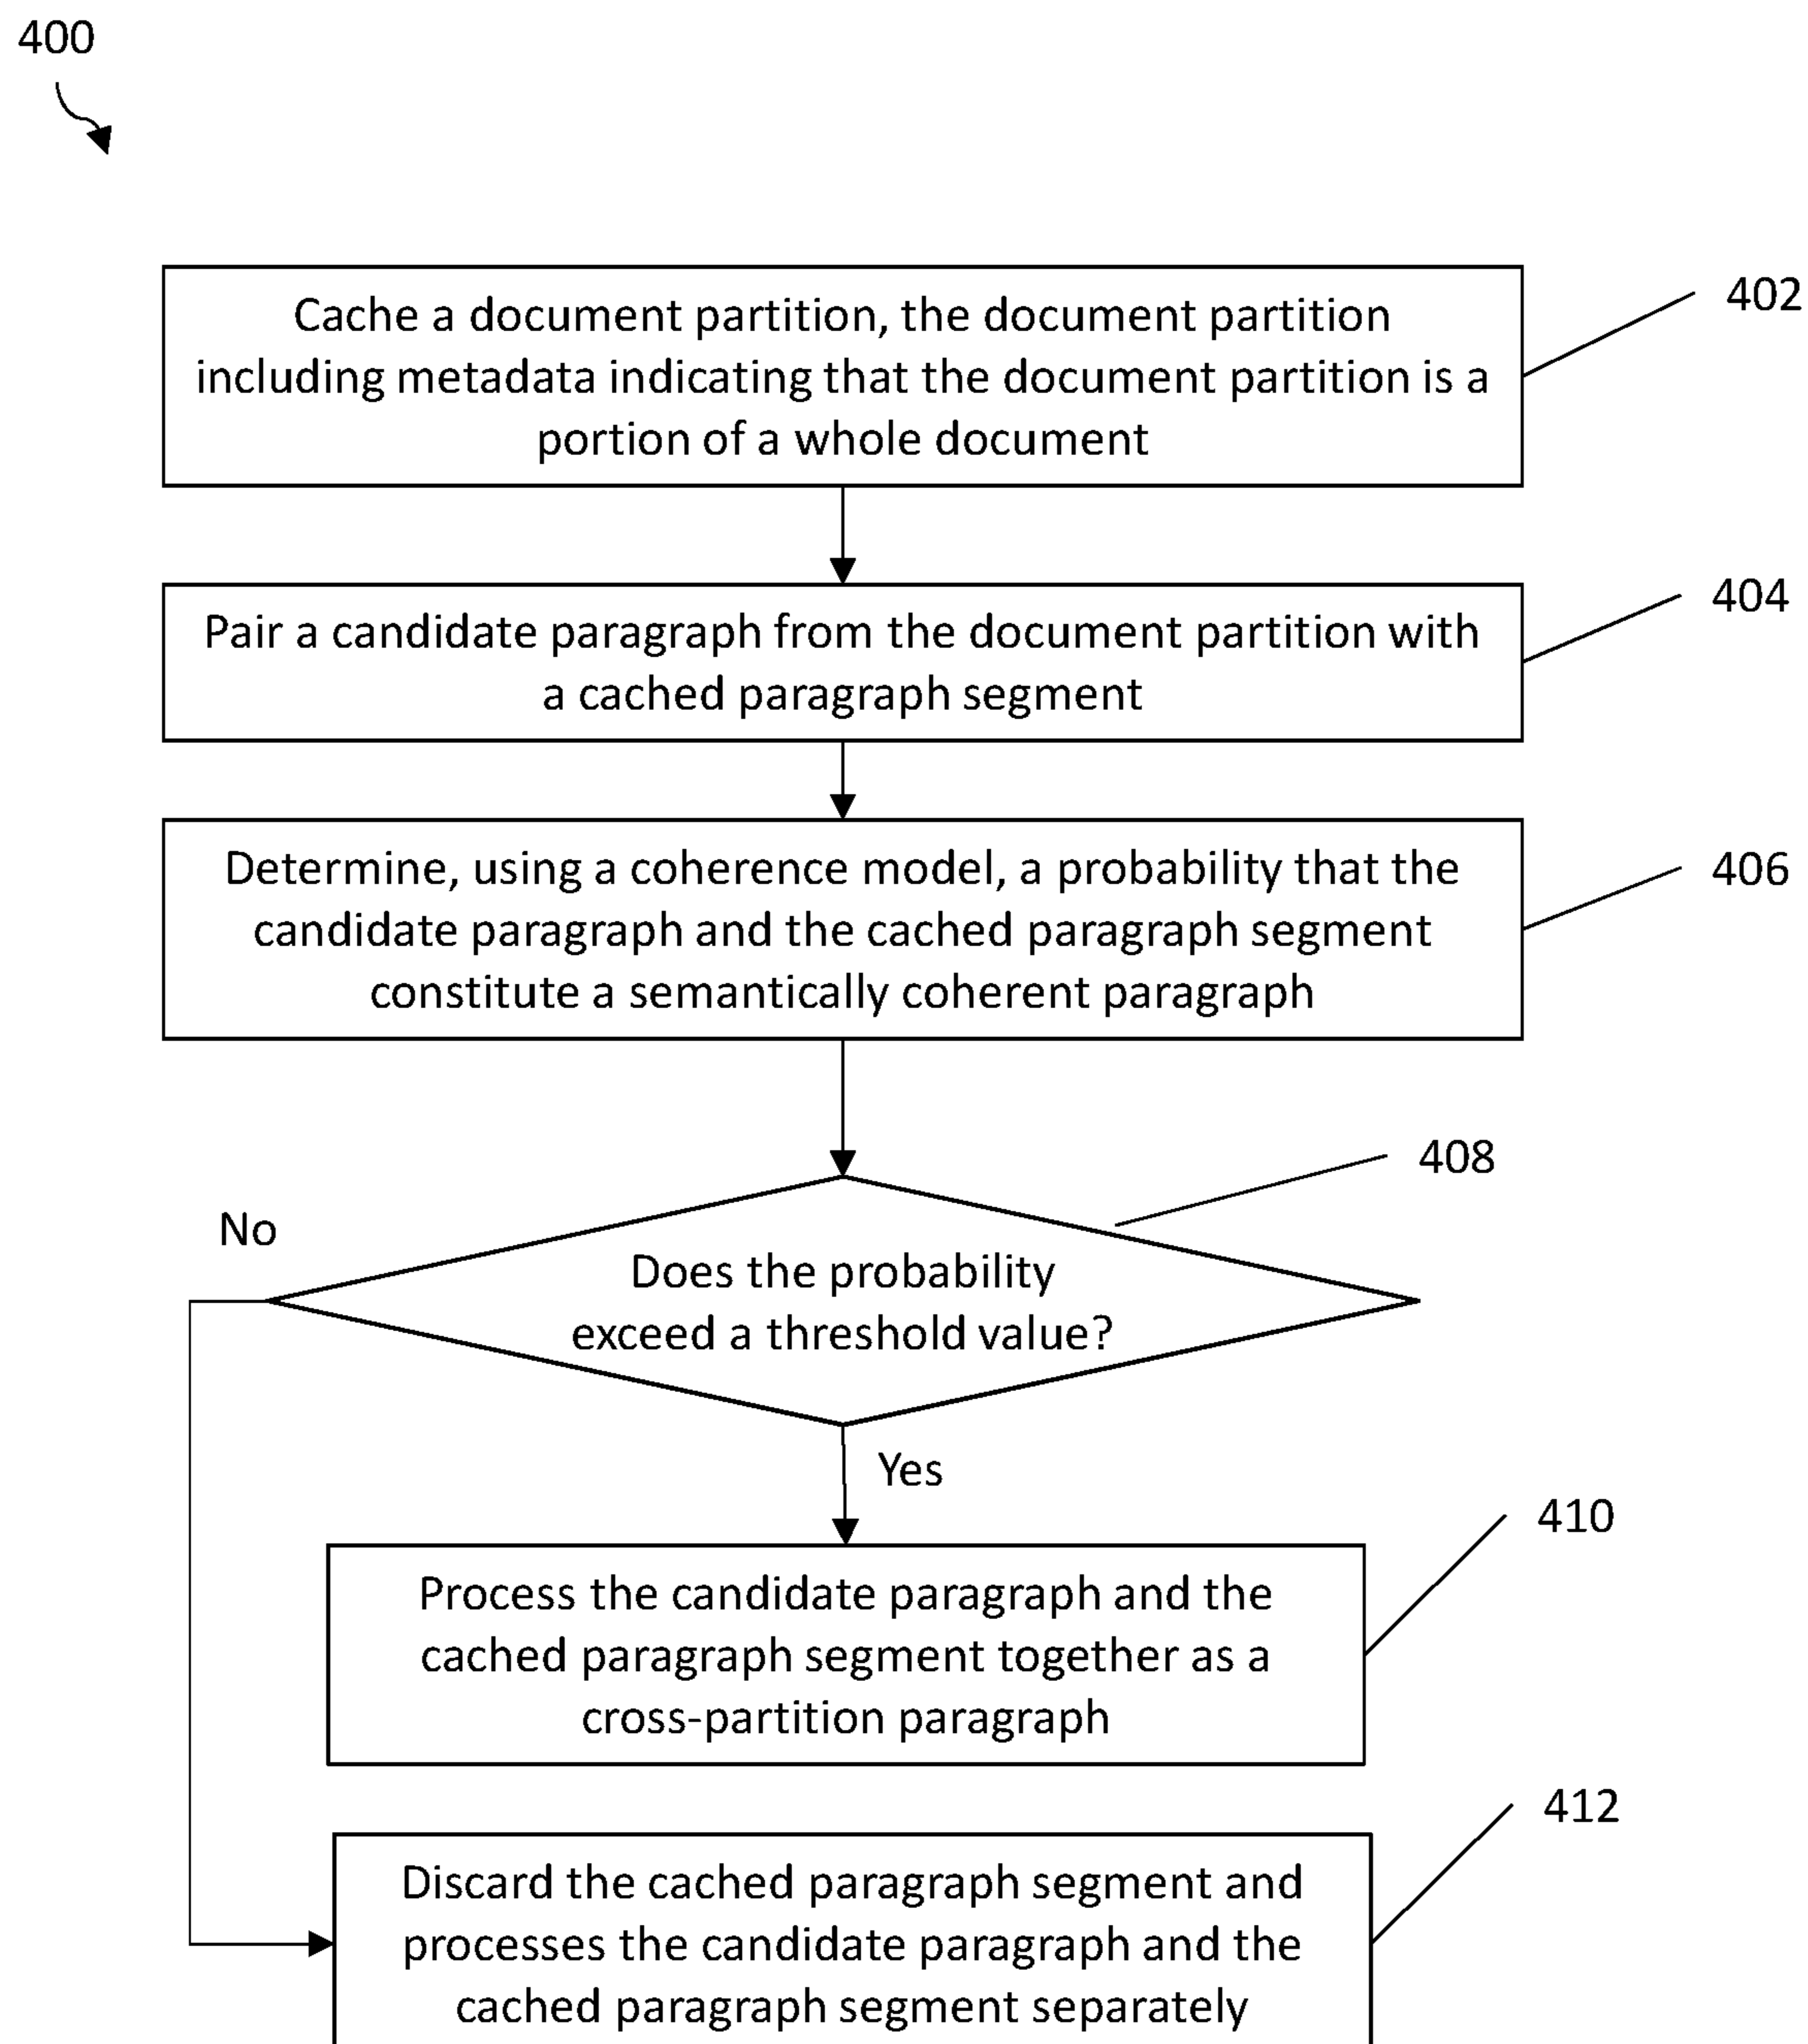 400
Cache a document partition, the document partition
including metadata indicating that the document partition is a
portion of a whole document
402
Pair a candidate paragraph from the document partition with
a cached paragraph segment
404
Determine, using a coherence model, a probability that the
candidate paragraph and the cached paragraph segment
constitute a semantically coherent paragraph
406
408
No
Does the probability
exceed a threshold value?
Yes
410
Process the candidate paragraph and the
cached paragraph segment together as a
cross-partition paragraph
412
Discard the cached paragraph segment and
processes the candidate paragraph and the
cached paragraph segment separately